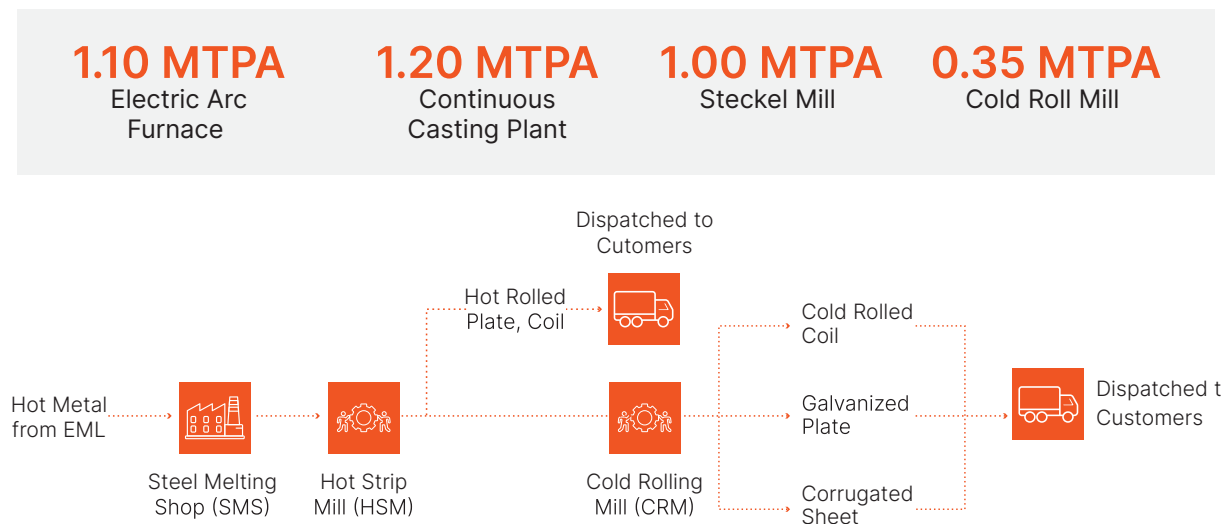 1.10 MTPA
Electric Arc
Furnace
1.20 MTPA
Continuous
Casting Plant
1.00 MTPA
Steckel Mill
0.35 MTPA
Cold Roll Mill
Dispatched to
Cutomers
Hot Rolled
Plate, Coil
Hot Metal
from EML
Steel Melting
Shop (SMS)
Hot Strip
Mill (HSM)
Cold Rolling
Mill (CRM)
Cold Rolled
Coil
Galvanized
Plate
Corrugated
Sheet
Dispatched t
Customers